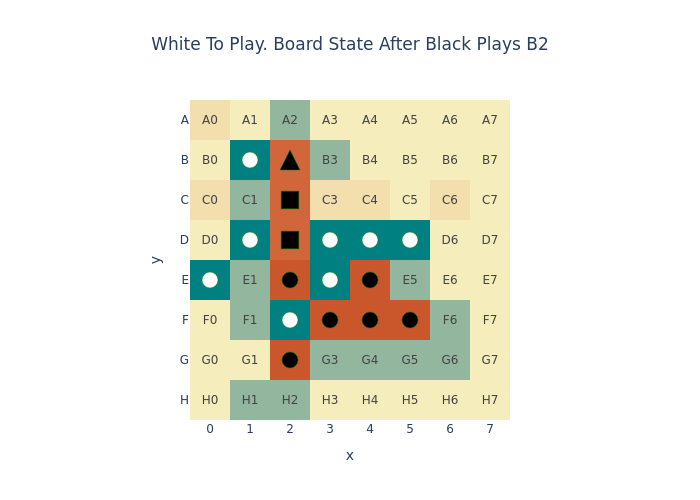 White To Play. Board State After Black Plays B2
A A0 A1 A2 A3 A4 A5 A6 A7
B B0 B3 B4 B5 B6 B7
C C0 C1 C3 C4 C5 C6 C7
D D0 D6 D7
E E1 E5 E6 E7
F F0 F1 F6 F7
G G0 G1 G3 G4 G5 G6 G7
H H0 H1 H2 H3 H4 H5 H6 H7
0 1 2 3 4 5 6 7
x
y